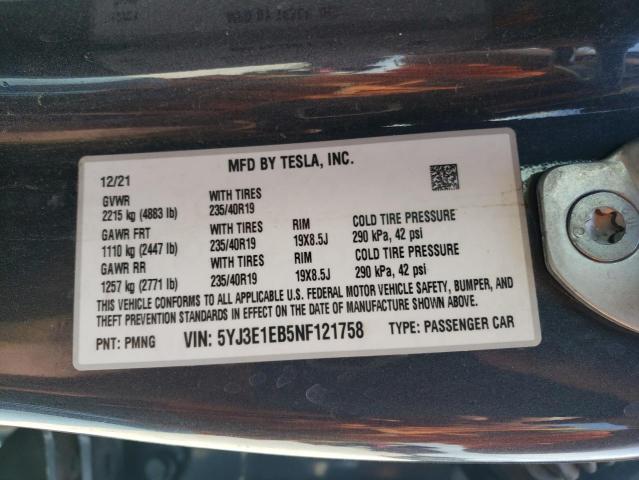 MFD BY TESLA, INC.
12/21
GVWR WITH TIRES
2215 kg (4883 lb) 235/40R19
GAWR FRT WITH TIRES RIM COLD TIRE PRESSURE
1110 kg (2447 lb) 235/40R19 19X8.5J 290 kPa, 42 psi
GAWR RR WITH TIRES RIM COLD TIRE PRESSURE
1257 kg (2771 lb) 235/40R19 19X8.5J 290 kPa, 42 psi
THIS VEHICLE CONFORMS TO ALL APPLICABLE U.S. FEDERAL MOTOR VEHICLE SAFETY, BUMPER, AND
THEFT PREVENTION STANDARDS IN EFFECT ON THE DATE OF MANUFACTURE SHOWN ABOVE.
PNT: PMNG VIN: 5YJ3E1EB5NF121758 TYPE: PASSENGER CAR